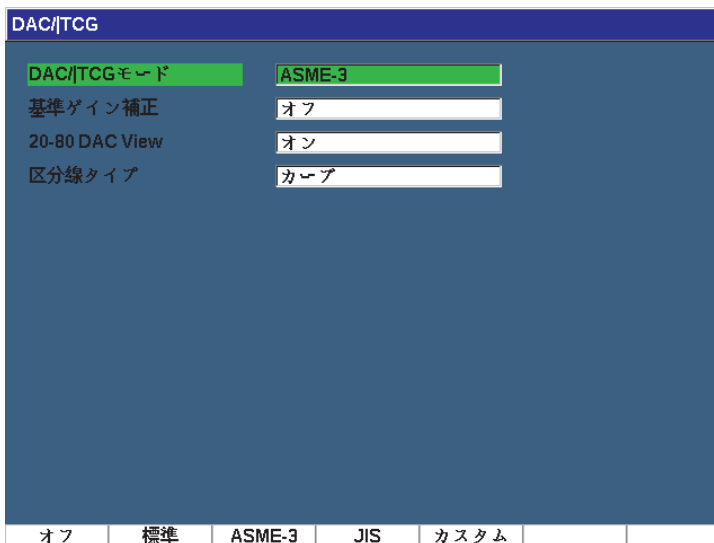 DAC/|TCG
DAC/|TCGモード ASME-3
基準ゲイン補正 オフ
20-80 DAC View オン
区分線タイプ カーブ
オフ 標準 ASME-3 JIS カスタム